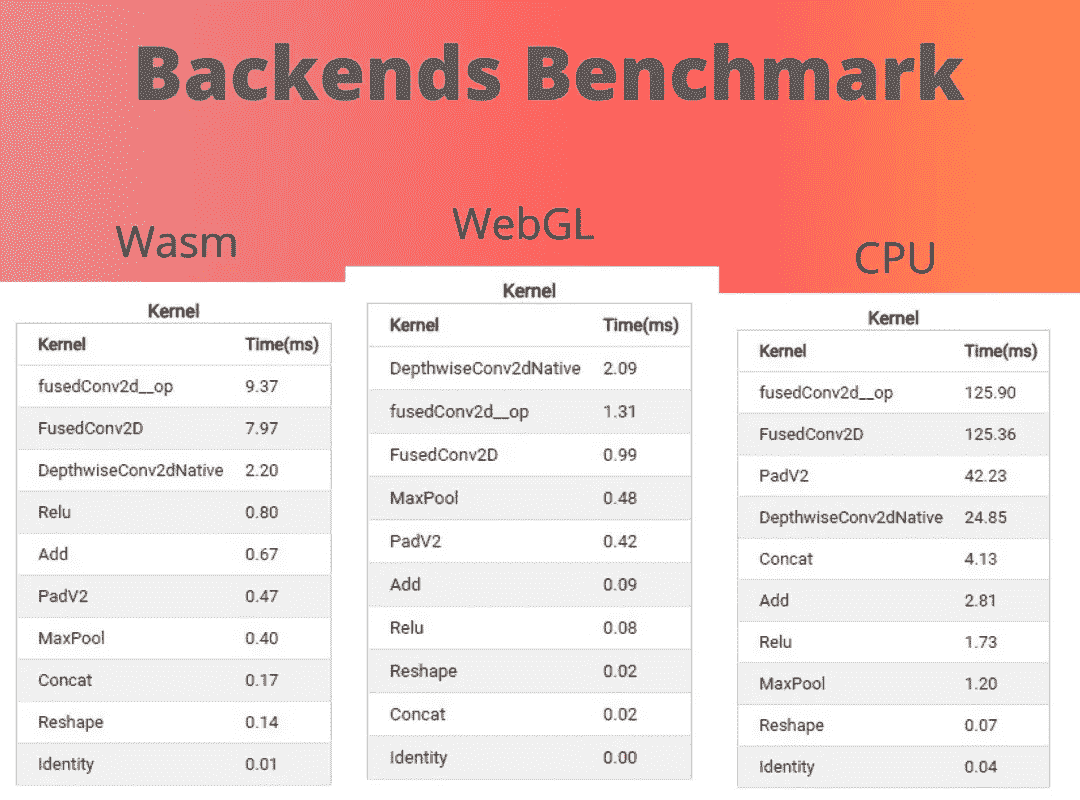 Backends Benchmark
Wasm
Kernel
Kernel Time(ms)
fusedConv2d__op 9.37
FusedConv2D 7.97
DepthwiseConv2dNative 2.20
Relu 0.80
Add 0.67
PadV2 0.47
MaxPool 0.40
Concat 0.17
Reshape 0.14
Identity 0.01
WebGL
Kernel
Kernel Time(ms)
DepthwiseConv2dNative 2.09
fusedConv2d__op 1.31
FusedConv2D 0.99
MaxPool 0.48
PadV2 0.42
Add 0.09
Relu 0.08
Reshape 0.02
Concat 0.02
Identity 0.00
CPU
Kernel
Kernel Time(ms)
fusedConv2d__op 125.90
FusedConv2D 125.36
PadV2 42.23
DepthwiseConv2dNative 24.85
Concat 4.13
Add 2.81
Relu 1.73
MaxPool 1.20
Reshape 0.07
Identity 0.04